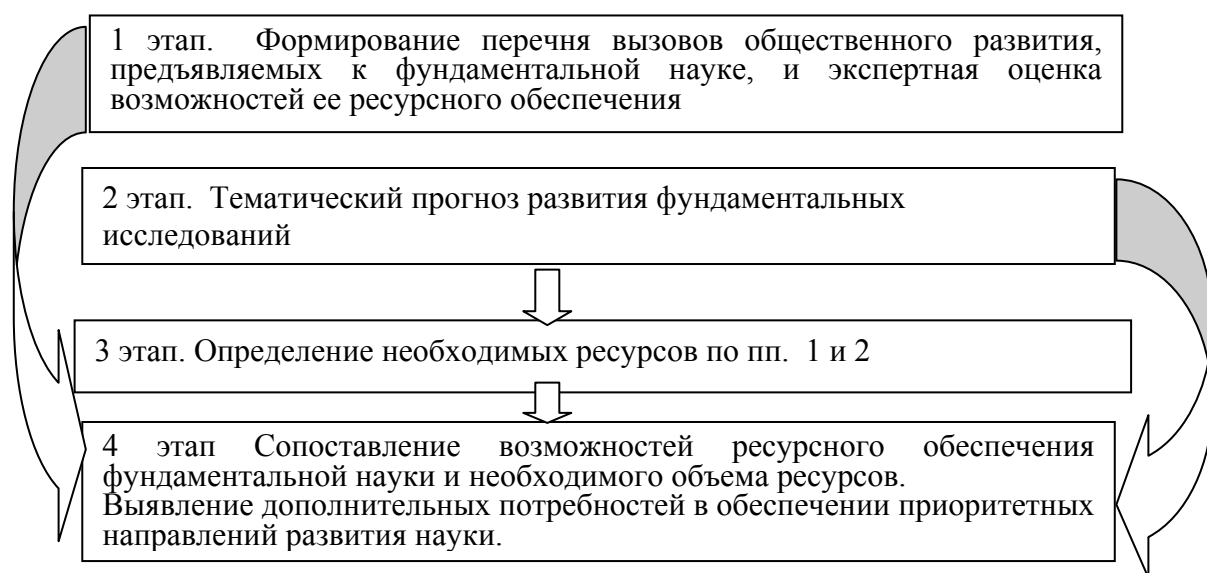 1 этап. Формирование перечня вызовов общественного развития,
предъявляемых к фундаментальной науке, и экспертная оценка
возможностей ее ресурсного обеспечения
2 этап. Тематический прогноз развития фундаментальных
исследований
3 этап. Определение необходимых ресурсов по пп. 1 и 2
4 этап Сопоставление возможностей ресурсного обеспечения
фундаментальной науки и необходимого объема ресурсов.
Выявление дополнительных потребностей в обеспечении приоритетных
направлений развития науки.